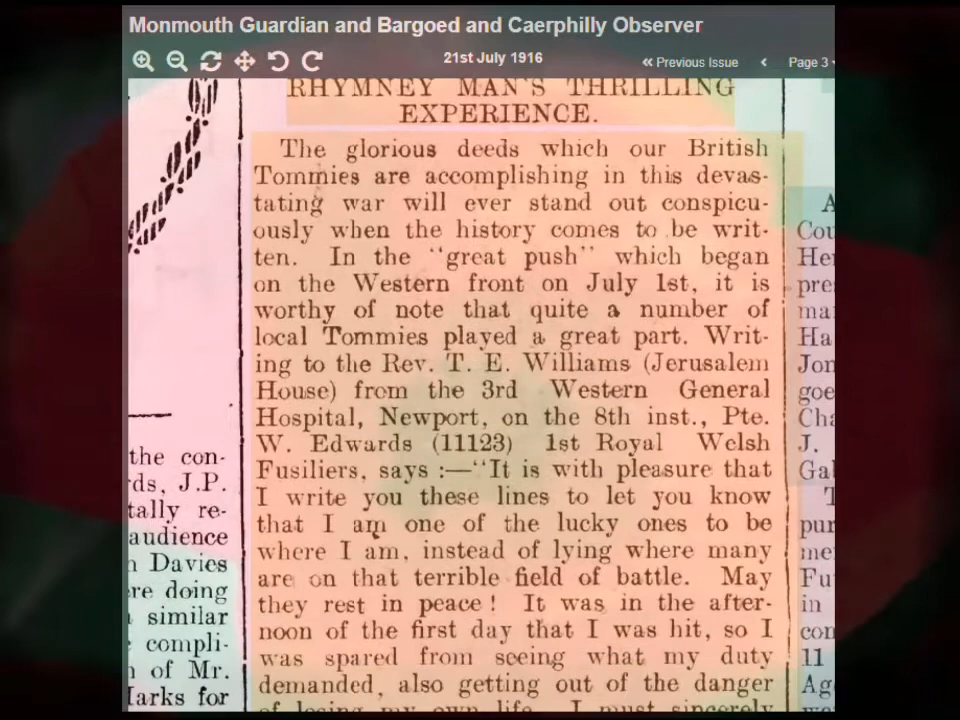 Monmouth Guardian and Bargoed and Caerphilly Observer
21st July 1916
Previous Issue
Page 3
RHYMNEY MAN'S THRILLING
EXPERIENCE.
The glorious deeds which our British
Tommies are accomplishing in this devas-
tating war will ever stand out conspicu-
ously when the history comes to be writ-
ten. In the "great push" which began
on the Western front on July 1st, it is
worthy of note that quite a number of
local Tommies played a great part. Writ-
ing to the Rev. T. E. Williams (Jerusalem
House) from the 3rd Western General
Hospital, Newport, on the 8th inst., Pte.
W. Edwards (11123) 1st Royal Welsh
Fusiliers, says :—"It is with pleasure that
I write you these lines to let you know
that I am one of the lucky ones to be
where I am, instead of lying where many
are on that terrible field of battle. May
they rest in peace! It was in the after-
noon of the first day that I was hit, so I
was spared from seeing what my duty
demanded, also getting out of the danger
of losing my own life. I must sincerely
the con-
J.P.
re-
audience
Davies
doing
similar
compli-
of Mr.
for